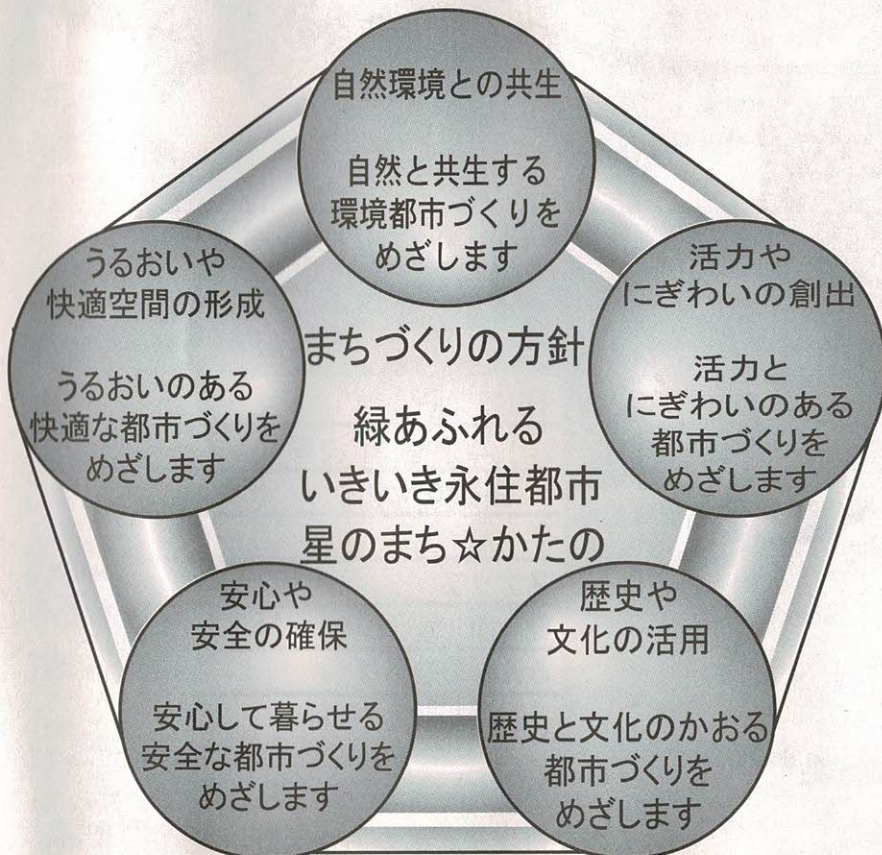 自然環境との共生
自然と共生する
環境都市づくりを
めざします
うるおいや
快適空間の形成
うるおいのある
快適な都市づくりを
めざします
まちづくりの方針
緑あふれる
いきいき永住都市
星のまち☆かたの
活力や
にぎわいの創出
活力と
にぎわいのある
都市づくりを
めざします
安心や
安全の確保
安心して暮らせる
安全な都市づくりを
めざします
歴史や
文化の活用
歴史と文化のかおる
都市づくりを
めざします